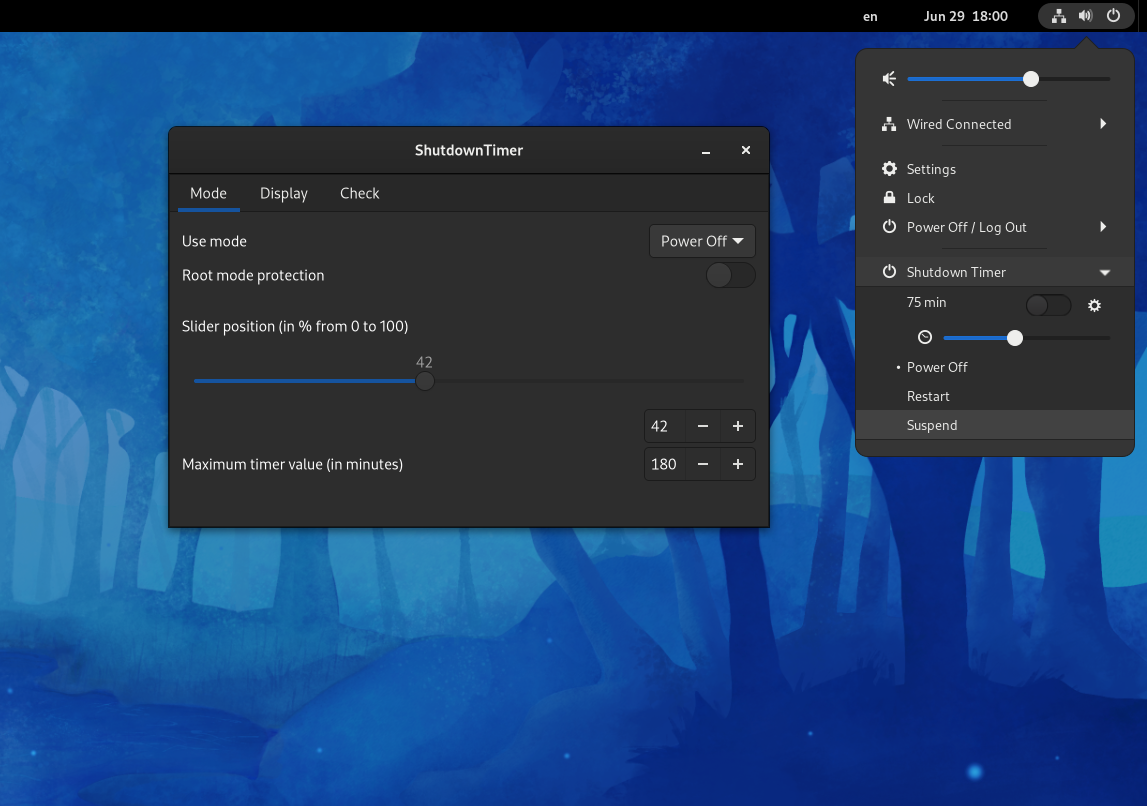 en
Jun 29 18:00
ShutdownTimer
Mode Display Check
Use mode Power Off
Root mode protection
Slider position (in % from 0 to 100)
42
42
Maximum timer value (in minutes) 180
Wired Connected
Settings
Lock
Power Off / Log Out
Shutdown Timer
75 min
• Power Off
Restart
Suspend